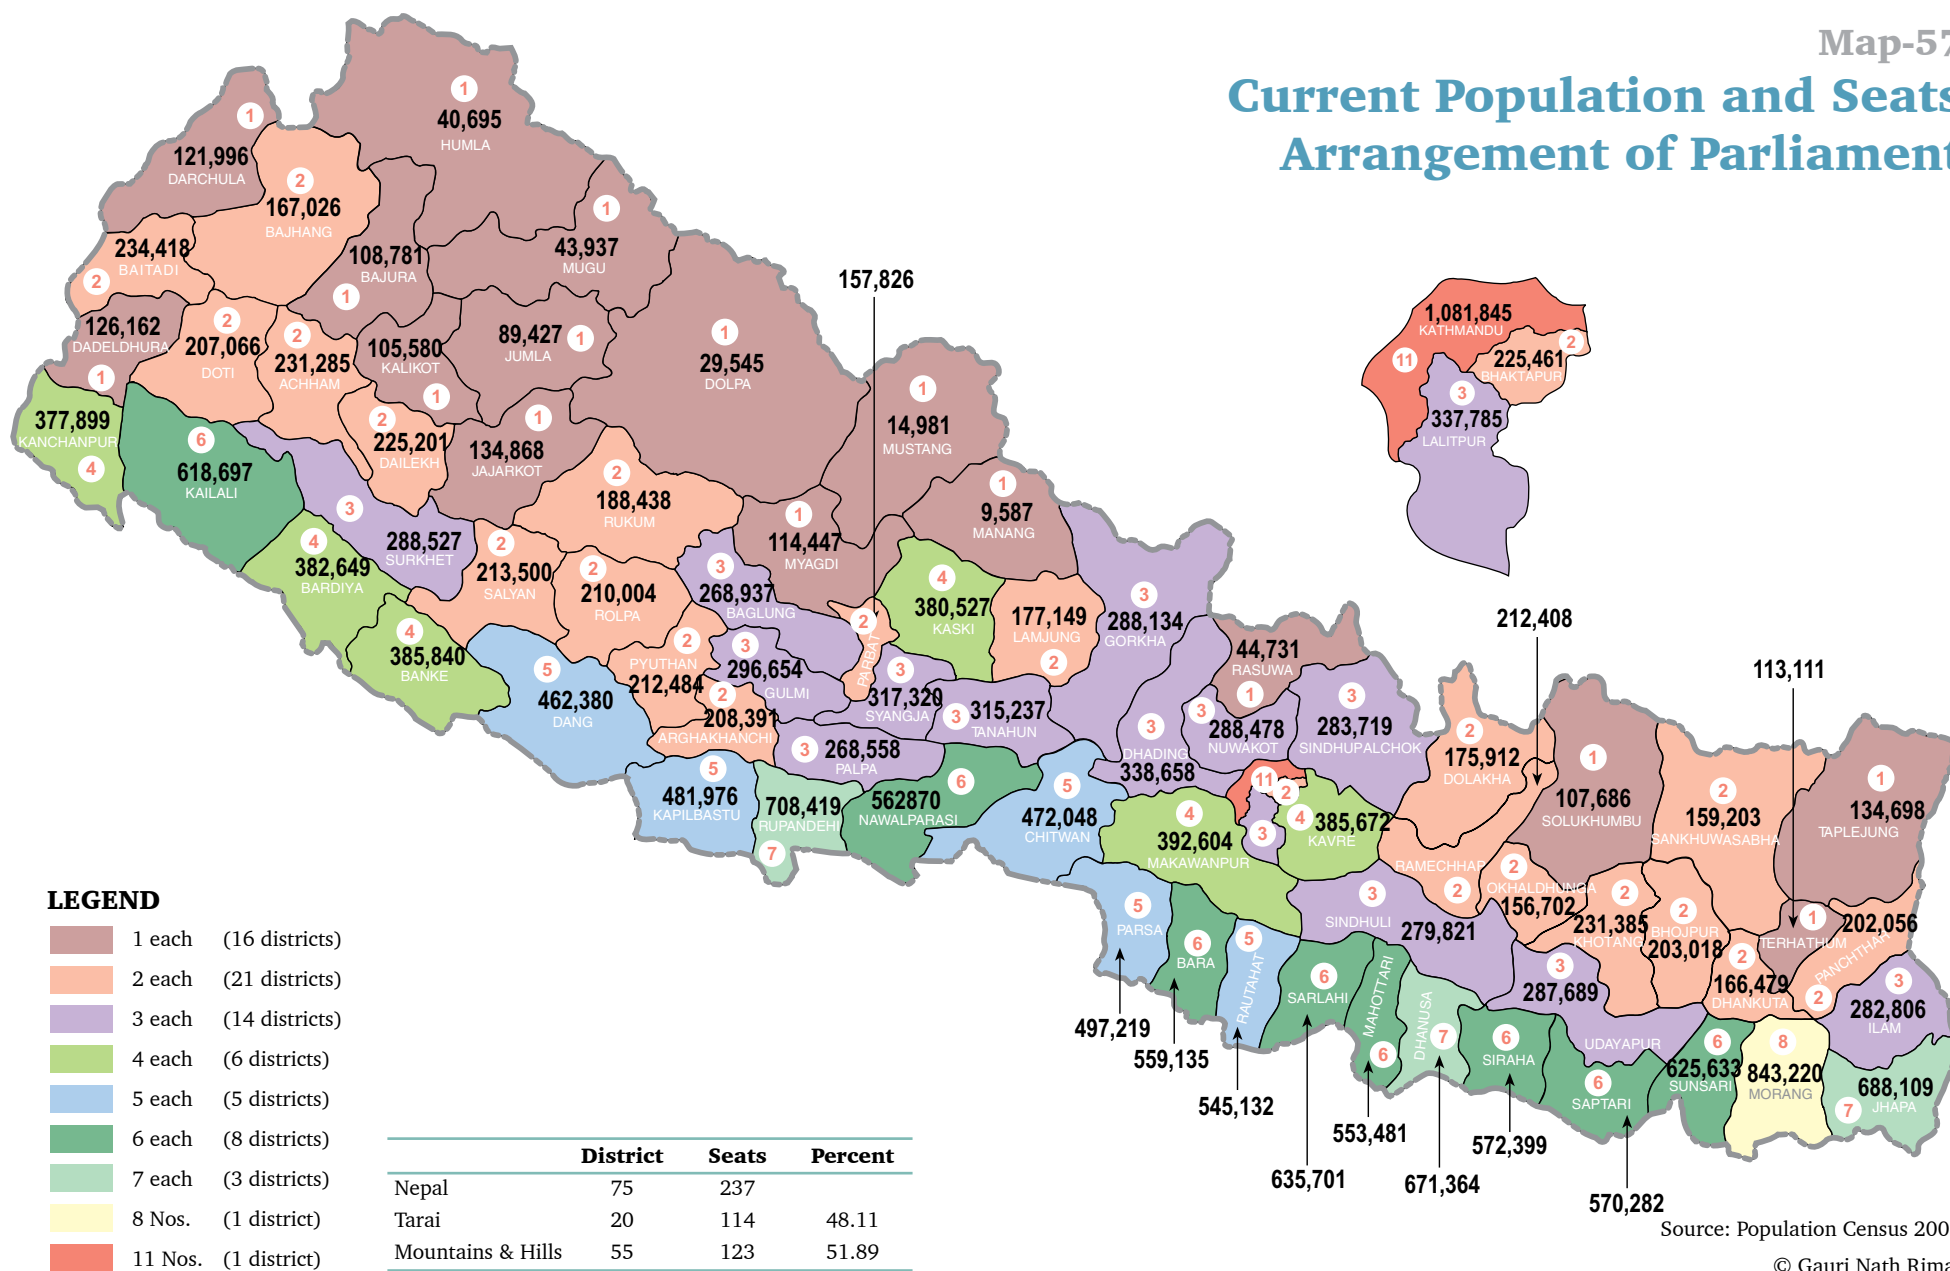 Map-57
Current Population and Seats
Arrangement of Parliament
1
40,695
HUMLA
1
121,996
DARCHULA
2
167,026
BAJHANG
1
43,937
MUGU
234,418
BAITADI
2
108,781
BAJURA
1
157,826
126,162
DADELDHURA
1
2
207,066
DOTI
2
231,285
ACHHAM
105,580
KALIKOT
1
89,427
JUMLA
1
1
29,545
DOLPA
1,081,845
KATHMANDU
11
2
225,461
BHAKTAPUR
3
337,785
LALITPUR
377,899
KANCHANPUR
4
6
618,697
KAILALI
2
225,201
DAILEKH
1
134,868
JAJARKOT
1
14,981
MUSTANG
3
288,527
SURKHET
2
188,438
RUKUM
1
114,447
MYAGDI
1
9,587
MANANG
4
382,649
BARDIYA
2
213,500
SALYAN
2
210,004
ROLPA
3
268,937
BAGLUNG
2
PARBAT
4
380,527
KASKI
177,149
LAMJUNG
2
3
288,134
GORKHA
4
385,840
BANKE
5
462,380
DANG
2
PYUTHAN
212,484
3
296,654
GULMI
2
208,391
ARGHAKHANCHI
3
317,320
SYANGJA
3
315,237
TANAHUN
44,731
RASUWA
1
212,408
113,111
3
268,558
PALPA
3
DHADING
338,658
3
288,478
NUWAKOT
3
283,719
SINDHUPALCHOK
2
175,912
DOLAKHA
1
107,686
SOLUKHUMBU
2
159,203
SANKHUWASABHA
1
134,698
TAPLEJUNG
5
481,976
KAPILBASTU
708,419
RUPANDEHI
7
6
562870
NAWALPARASI
5
472,048
CHITWAN
4
392,604
MAKAWANPUR
11
2
3
4
385,672
KAVRE
RAMECHHAP
2
2
OKHALDHUNGA
156,702
2
231,385
KHOTANG
2
BHOJPUR
203,018
1
TERHATHUM
202,056
PANCHTHAR
2
5
PARSA
6
BARA
5
RAUTAHAT
3
SINDHULI
279,821
6
SARLAHI
MAHOTTARI
6
DHANUSA
7
3
287,689
UDAYAPUR
2
166,479
DHANKUTA
3
282,806
ILAM
6
SIRAHA
6
SAPTARI
6
625,633
SUNSARI
8
843,220
MORANG
688,109
JHAPA
7
497,219
559,135
545,132
635,701
553,481
671,364
572,399
570,282
LEGEND
1 each (16 districts)
2 each (21 districts)
3 each (14 districts)
4 each (6 districts)
5 each (5 districts)
6 each (8 districts)
7 each (3 districts)
8 Nos. (1 district)
11 Nos. (1 district)
District Seats Percent
Nepal 75 237
Tarai 20 114 48.11
Mountains & Hills 55 123 51.89
Source: Population Census 200
© Gauri Nath Rima